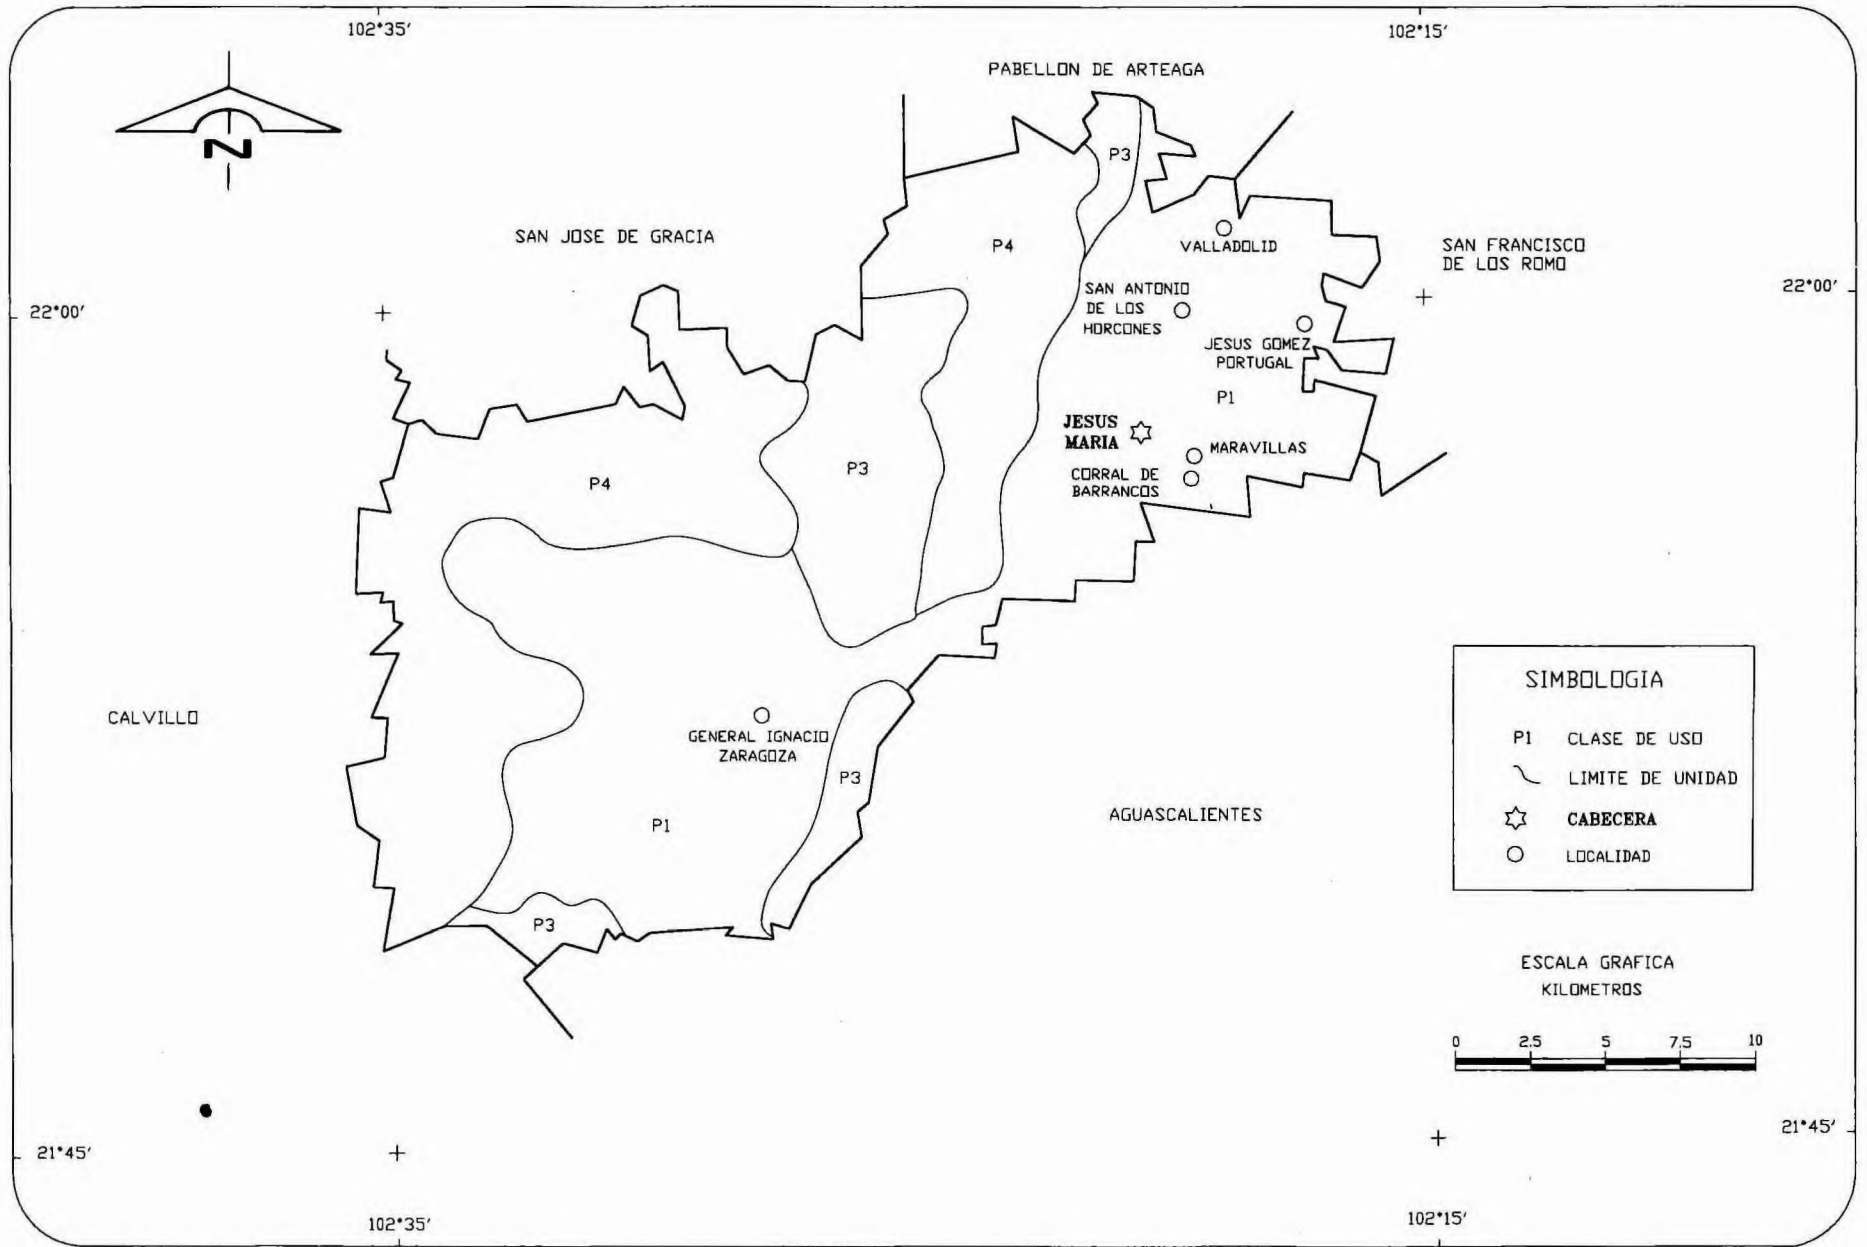 102°35'
102°15'
PABELLON DE ARTEAGA
N
P3
SAN JOSE DE GRACIA
P4
VALLADOLID
SAN FRANCISCO
DE LOS ROMO
SAN ANTONIO
DE LOS
HORCONES
22°00'
22°00'
JESUS GOMEZ
PORTUGAL
P1
JESUS
MARIA
MARAVILLAS
P3
P4
CORRAL DE
BARRANCOS
SIMBOLOGIA
P1 CLASE DE USO
LIMITE DE UNIDAD
CABECERA
LOCALIDAD
CALVILLO
GENERAL IGNACIO
ZARAGOZA
P3
AGUASCALIENTES
P1
P3
ESCALA GRAFICA
KILOMETROS
0 2.5 5 7.5 10
21°45'
21°45'
102°35'
102°15'